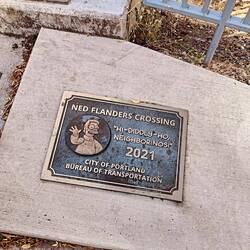 NED FLANDERS CROSSING
"HI-DIDDLY-HO,
NEIGHBORINOS!"
2021
CITY OF PORTLAND
BUREAU OF TRANSPORTATION